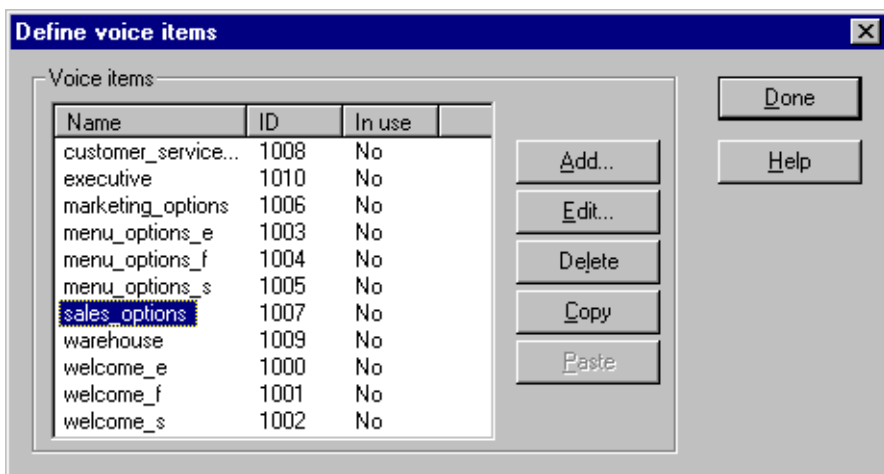 Define voice items
Voice items
Name ID In use
customer_service... 1008 No
executive 1010 No
marketing_options 1006 No
menu_options_e 1003 No
menu_options_f 1004 No
menu_options_s 1005 No
sales_options 1007 No
warehouse 1009 No
welcome_e 1000 No
welcome_f 1001 No
welcome_s 1002 No
Add...
Edit...
Delete
Copy
Paste
Done
Help